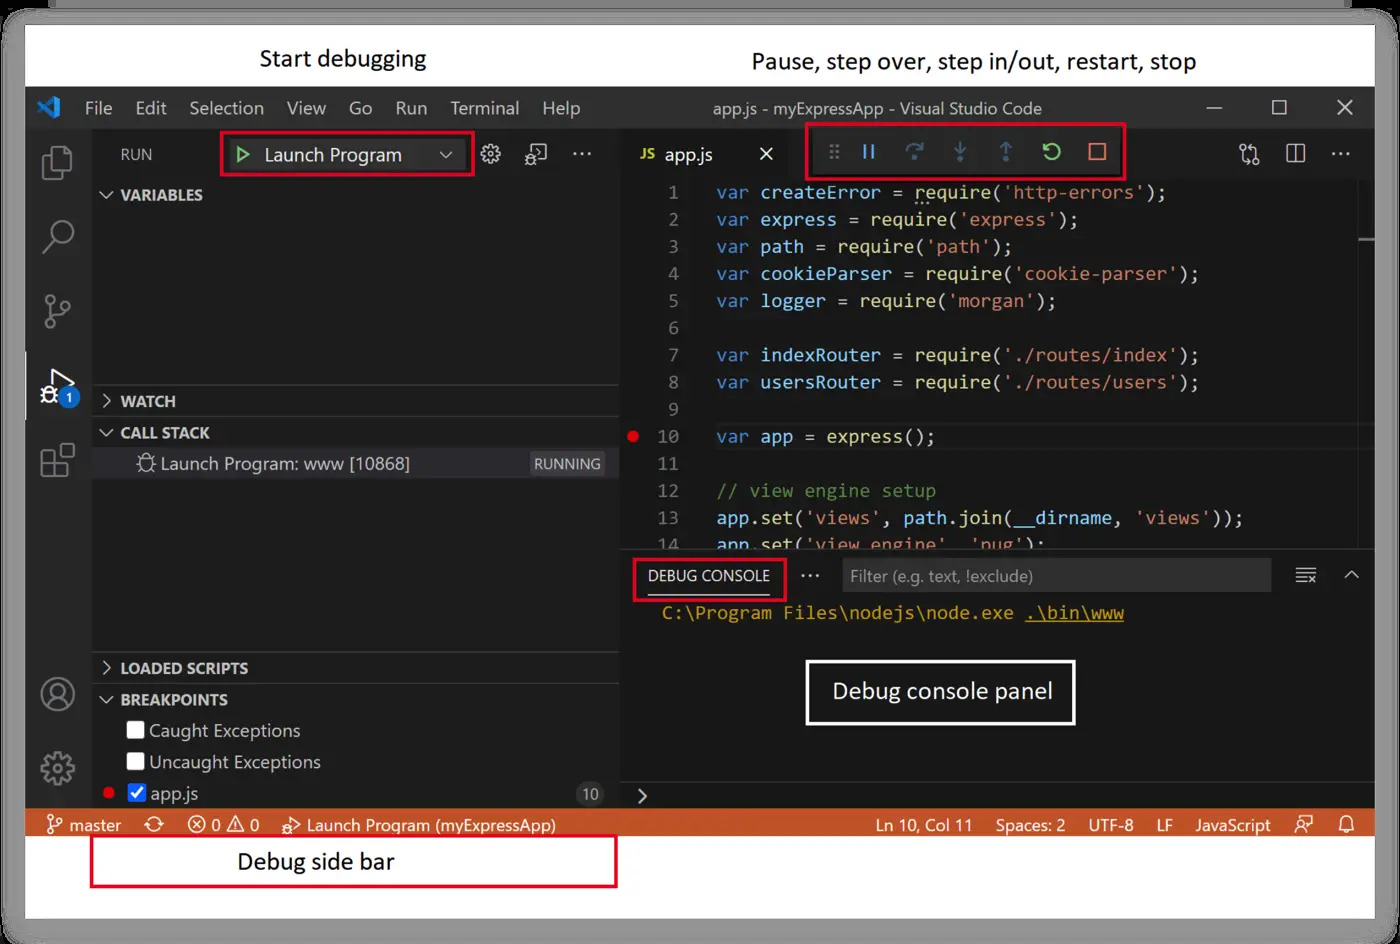 Start debugging
Pause, step over, step in/out, restart, stop
File Edit Selection View Go Run Terminal Help
app.js - myExpressApp - Visual Studio Code
RUN
Launch Program
JS app.js
VARIABLES
WATCH
CALL STACK
Launch Program: www [10868] RUNNING
LOADED SCRIPTS
BREAKPOINTS
Caught Exceptions
Uncaught Exceptions
app.js 10
1
1 var createError = require('http-errors');
2 var express = require('express');
3 var path = require('path');
4 var cookieParser = require('cookie-parser');
5 var logger = require('morgan');
6
7 var indexRouter = require('./routes/index');
8 var usersRouter = require('./routes/users');
9
10 var app = express();
11
12 // view engine setup
13 app.set('views', path.join(__dirname, 'views'));
14 app.set('view engine', 'pug');
DEBUG CONSOLE
Filter (e.g. text, !exclude)
C:\Program Files\nodejs\node.exe .\bin\www
Debug console panel
master 0 0 Launch Program (myExpressApp)
Ln 10, Col 11 Spaces: 2 UTF-8 LF JavaScript
Debug side bar